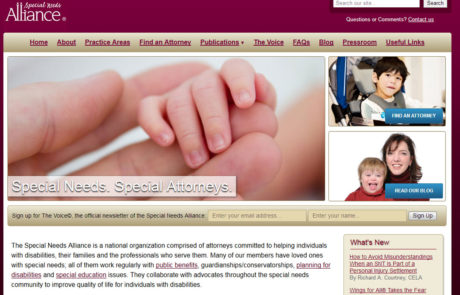 Special Needs
Alliance®
Search our site...
Search
Questions or Comments? Contact us
Home About Practice Areas Find an Attorney Publications The Voice FAQs Blog Pressroom Useful Links
FIND AN ATTORNEY
Special Needs. Special Attorneys.
READ OUR BLOG
Sign up for The Voice®, the official newsletter of the Special Needs Alliance: Enter your email address... Enter your name... Sign Up
The Special Needs Alliance is a national organization comprised of attorneys committed to helping individuals
with disabilities, their families and the professionals who serve them. Many of our members have loved ones
with special needs; all of them work regularly with public benefits, guardianships/conservatorships, planning for
disabilities and special education issues. They collaborate with advocates throughout the special needs
community to improve quality of life for individuals with disabilities.
What's New
How to Avoid Misunderstandings
When an SNT is Part of a
Personal Injury Settlement
By Richard A. Courtney, CELA
Wings for All® Takes the Fear